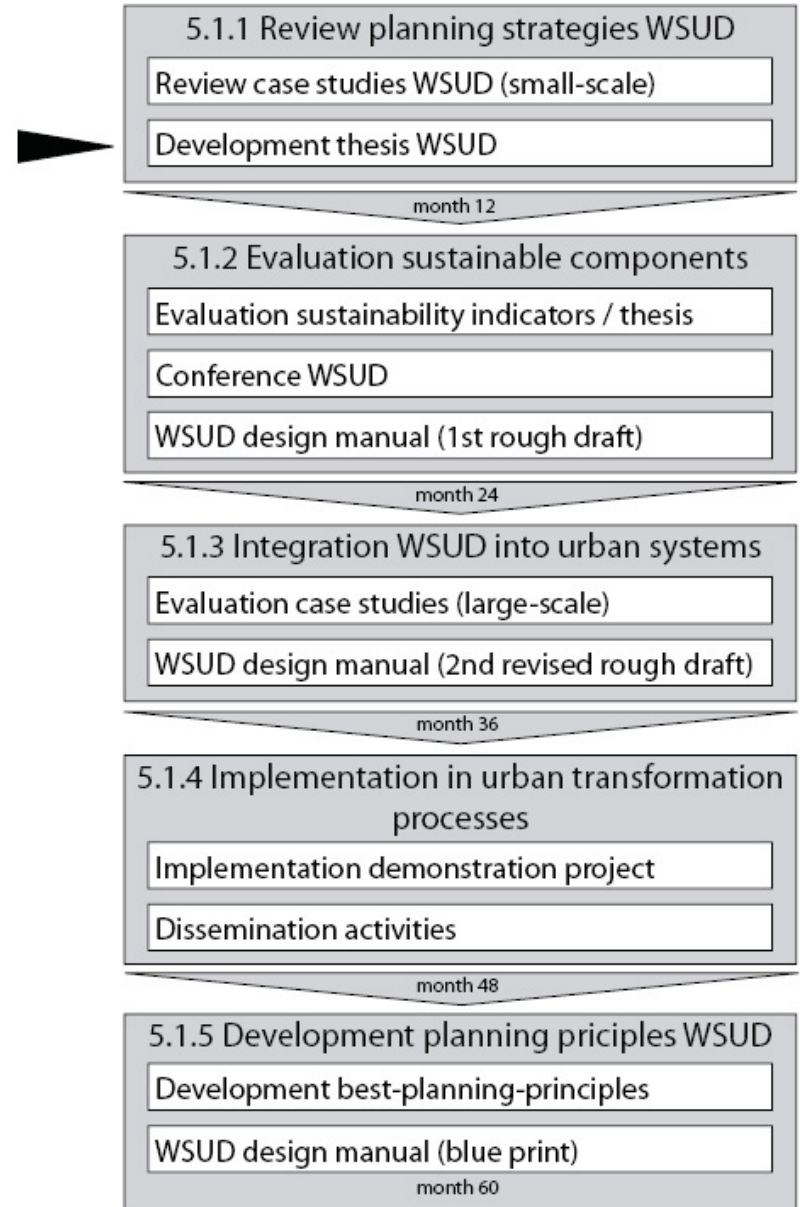 5.1.1 Review planning strategies WSUD
Review case studies WSUD (small-scale)
Development thesis WSUD
month 12
5.1.2 Evaluation sustainable components
Evaluation sustainability indicators / thesis
Conference WSUD
WSUD design manual (1st rough draft)
month 24
5.1.3 Integration WSUD into urban systems
Evaluation case studies (large-scale)
WSUD design manual (2nd revised rough draft)
month 36
5.1.4 Implementation in urban transformation
processes
Implementation demonstration project
Dissemination activities
month 48
5.1.5 Development planning priciples WSUD
Development best-planning-principles
WSUD design manual (blue print)
month 60